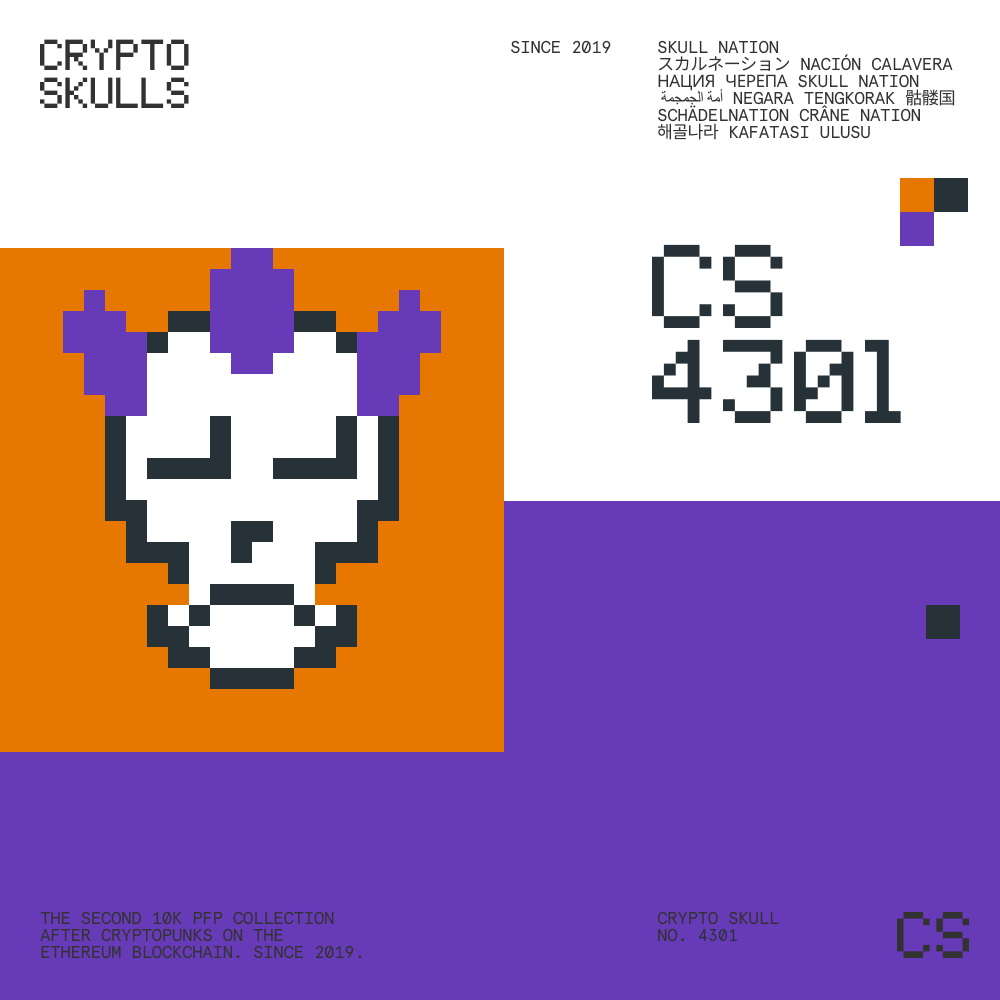 CRYPTO
SKULLS
SINCE 2019
SKULL NATION
スカルネーション NACIÓN CALAVERA
НАЦИЯ ЧЕРЕПА SKULL NATION
أمة الجمجمة NEGARA TENGKORAK 骷髅国
SCHÄDELNATION CRÂNE NATION
해골나라 KAFATASI ULUSU
CS
4301
THE SECOND 10K PFP COLLECTION
AFTER CRYPTOPUNKS ON THE
ETHEREUM BLOCKCHAIN. SINCE 2019.
CRYPTO SKULL
NO. 4301
CS